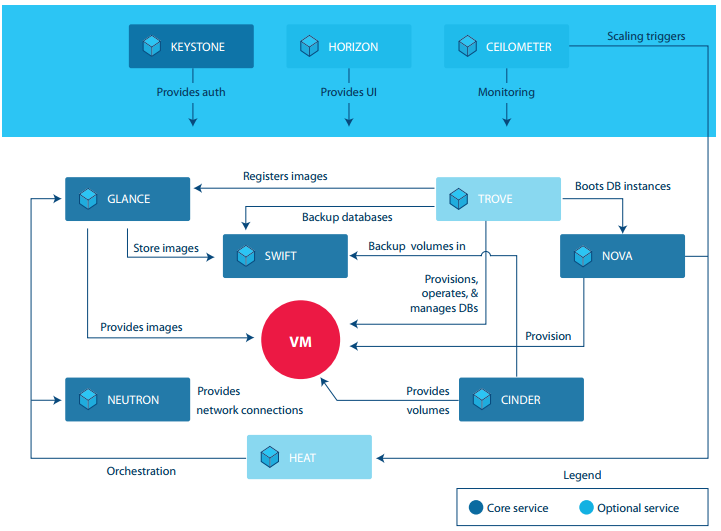 KEYSTONE
HORIZON
CEILOMETER
Scaling triggers
Provides auth
Provides UI
Monitoring
Registers images
GLANCE
TROVE
Boots DB instances
Backup databases
Store images
SWIFT
Backup volumes in
NOVA
Provisions,
operates, &
manages DBs
Provides images
VM
Provision
NEUTRON
Provides
network connections
Provides
volumes
CINDER
HEAT
Orchestration
Legend
Core service
Optional service